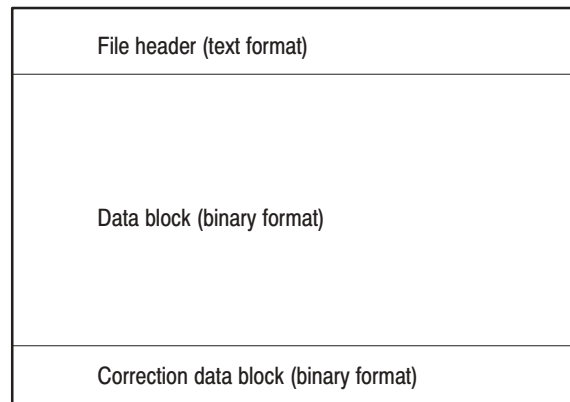 File header (text format)
Data block (binary format)
Correction data block (binary format)